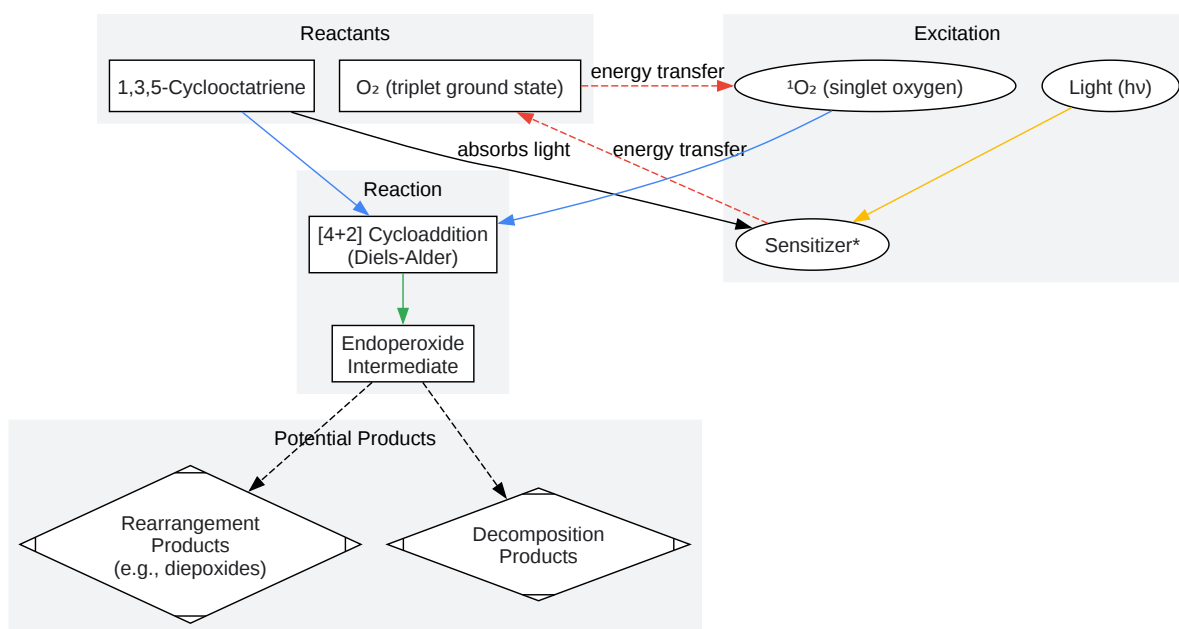 Reactants
Excitation
1,3,5-Cyclooctatriene
O₂ (triplet ground state)
energy transfer
¹O₂ (singlet oxygen)
Light (hν)
absorbs light
energy transfer
Reaction
[4+2] Cycloaddition
(Diels-Alder)
Sensitizer*
Endoperoxide
Intermediate
Potential Products
Rearrangement
Products
(e.g., diepoxides)
Decomposition
Products